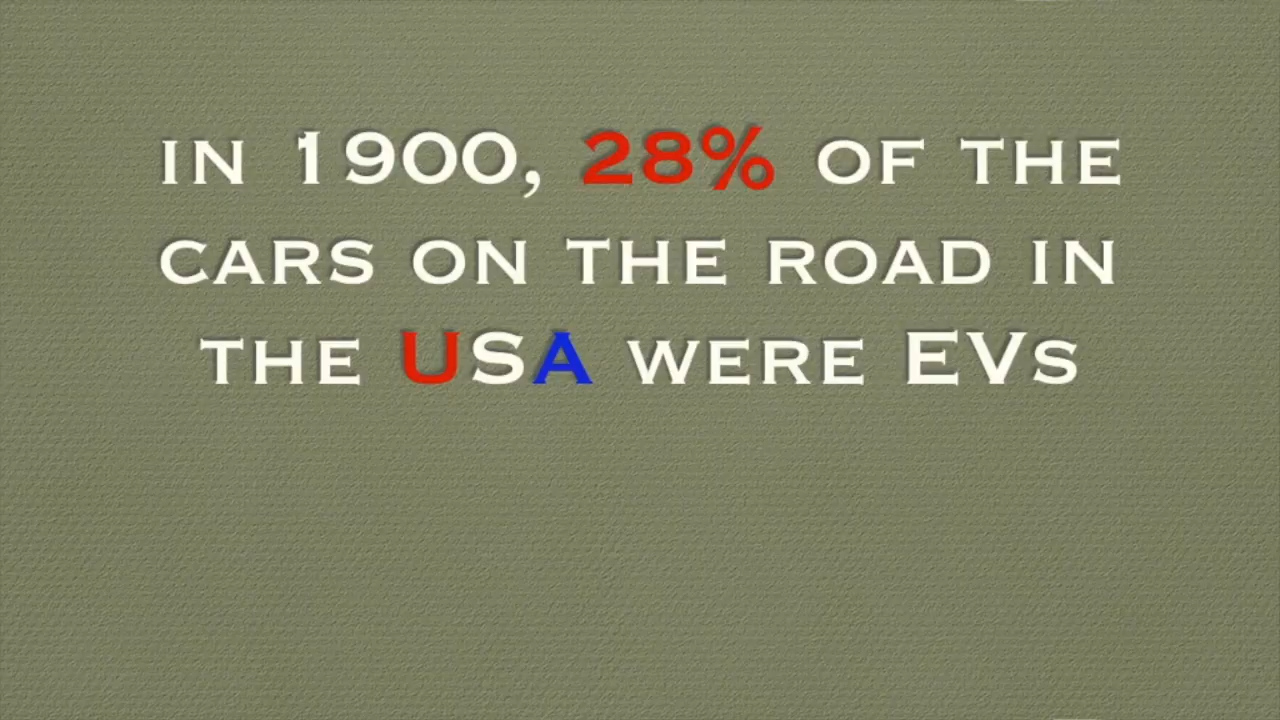 IN 1900, 28% OF THE
CARS ON THE ROAD IN
THE USA WERE EVS